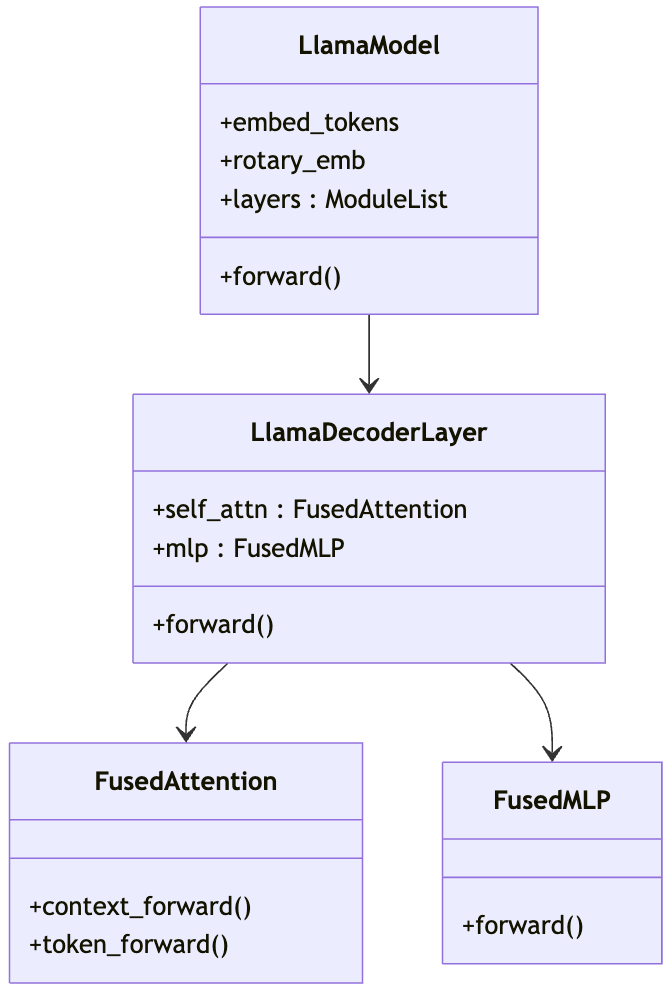 LlamaModel
+embed_tokens
+rotary_emb
+layers : ModuleList
+forward()
LlamaDecoderLayer
+self_attn : FusedAttention
+mlp : FusedMLP
+forward()
FusedAttention
+context_forward()
+token_forward()
FusedMLP
+forward()